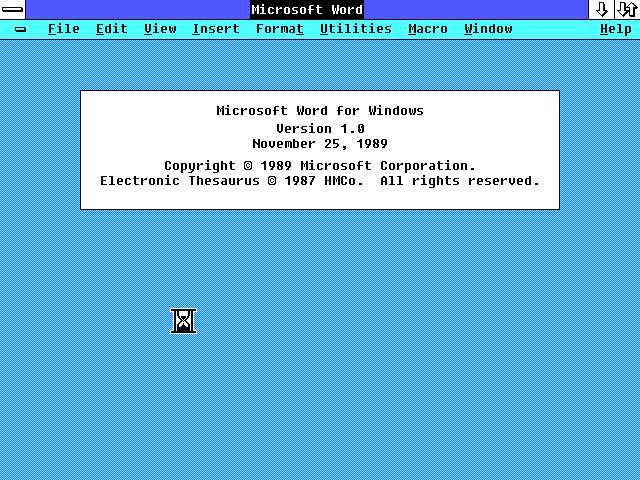 Microsoft Word
File Edit View Insert Format Utilities Macro Window Help
Microsoft Word for Windows
Version 1.0
November 25, 1989
Copyright © 1989 Microsoft Corporation.
Electronic Thesaurus © 1987 HMCo.  All rights reserved.